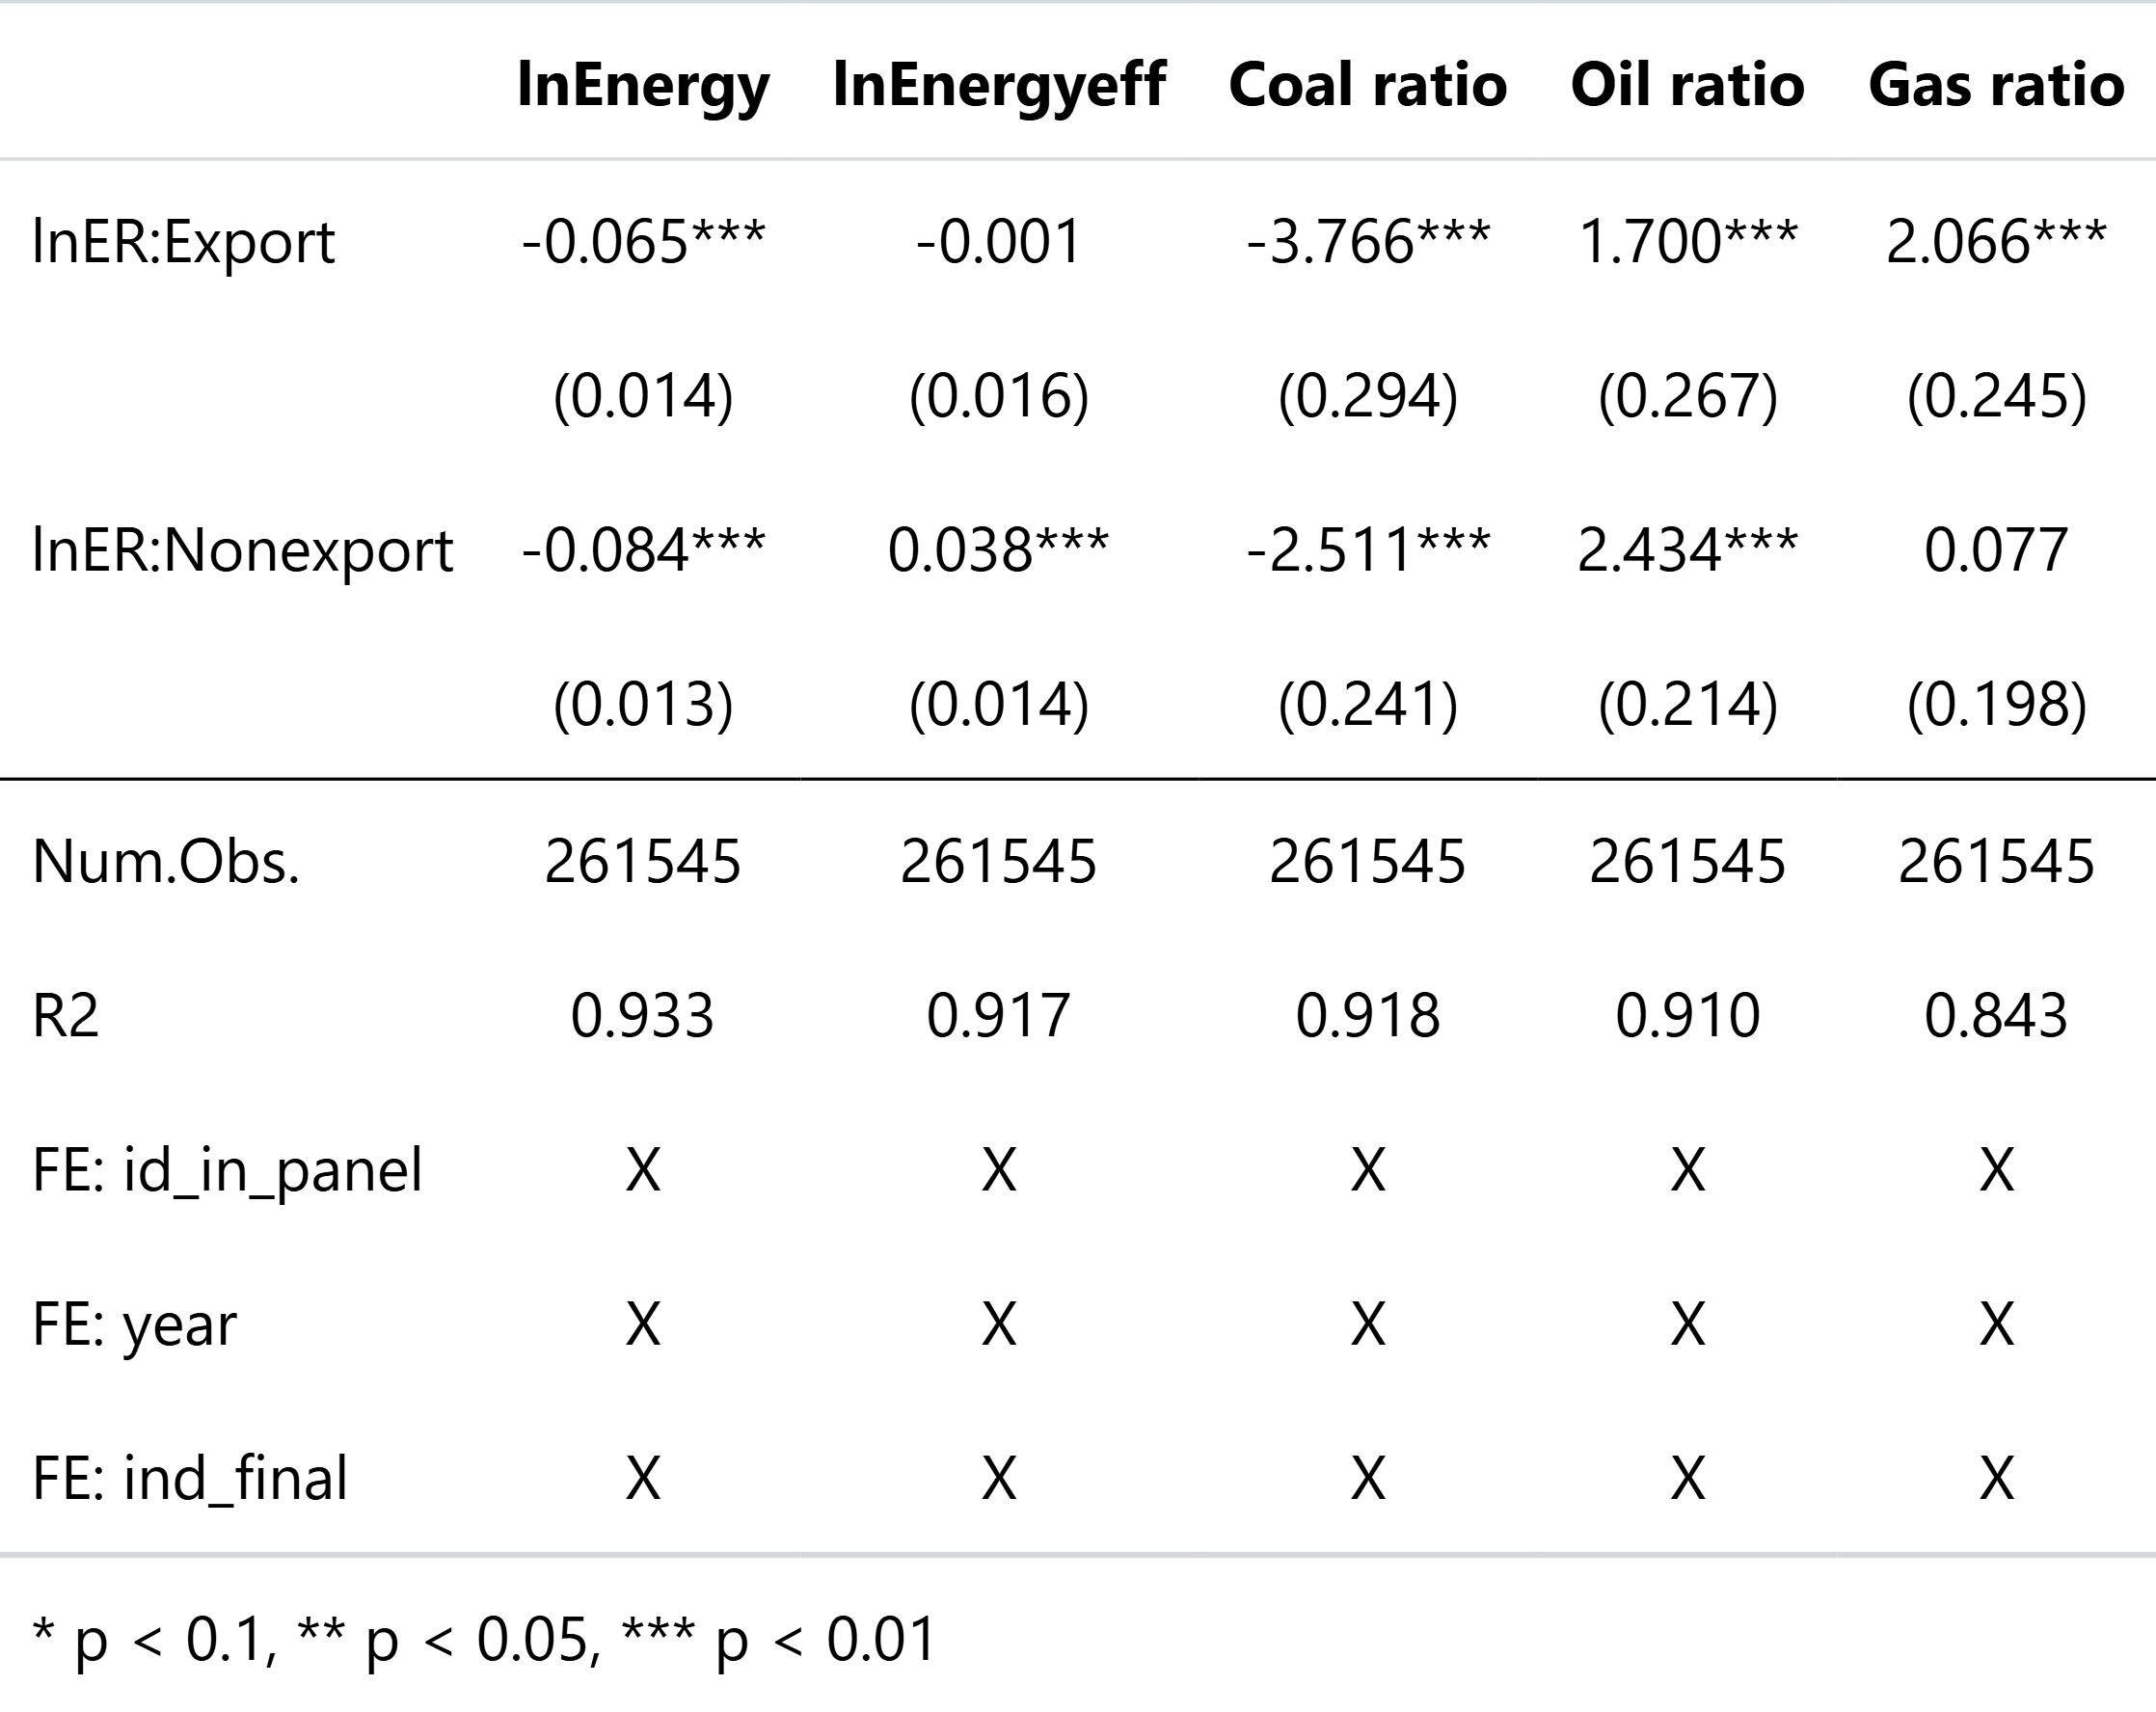 lnEnergy lnEnergyeff Coal ratio Oil ratio Gas ratio
lnER:Export -0.065*** -0.001 -3.766*** 1.700*** 2.066***
(0.014) (0.016) (0.294) (0.267) (0.245)
lnER:Nonexport -0.084*** 0.038*** -2.511*** 2.434*** 0.077
(0.013) (0.014) (0.241) (0.214) (0.198)
Num.Obs. 261545 261545 261545 261545 261545
R2 0.933 0.917 0.918 0.910 0.843
FE: id_in_panel X X X X X
FE: year X X X X X
FE: ind_final X X X X X
* p < 0.1, ** p < 0.05, *** p < 0.01